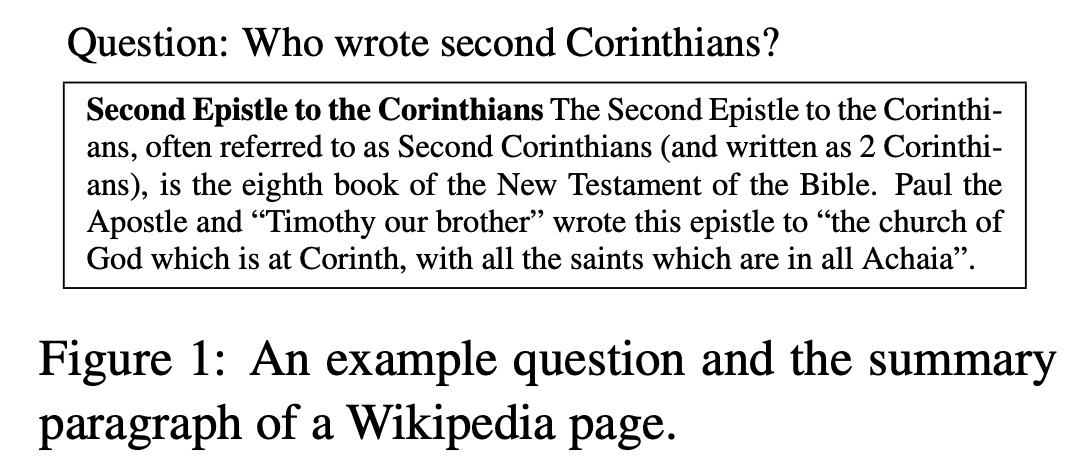 Question: Who wrote second Corinthians?
Second Epistle to the Corinthians The Second Epistle to the Corinthi-
ans, often referred to as Second Corinthians (and written as 2 Corinthi-
ans), is the eighth book of the New Testament of the Bible. Paul the
Apostle and “Timothy our brother” wrote this epistle to “the church of
God which is at Corinth, with all the saints which are in all Achaia”.
Figure 1: An example question and the summary
paragraph of a Wikipedia page.